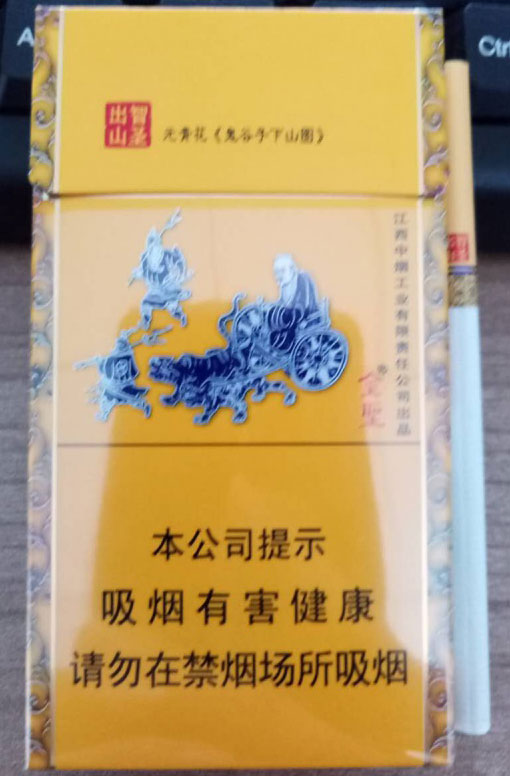 智圣
出山
元青花《鬼谷子下山图》
江西中烟工业有限责任公司出品
金聖®
本公司提示
吸烟有害健康
请勿在禁烟场所吸烟
A
Ctrl